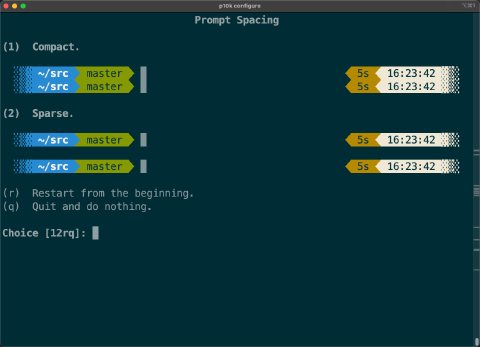 p10k configure
⌥⌘1
Prompt Spacing
(1) Compact.
~/src master 5s 16:23:42
~/src master 5s 16:23:42
(2) Sparse.
~/src master 5s 16:23:42
~/src master 5s 16:23:42
(r) Restart from the beginning.
(q) Quit and do nothing.
Choice [12rq]: